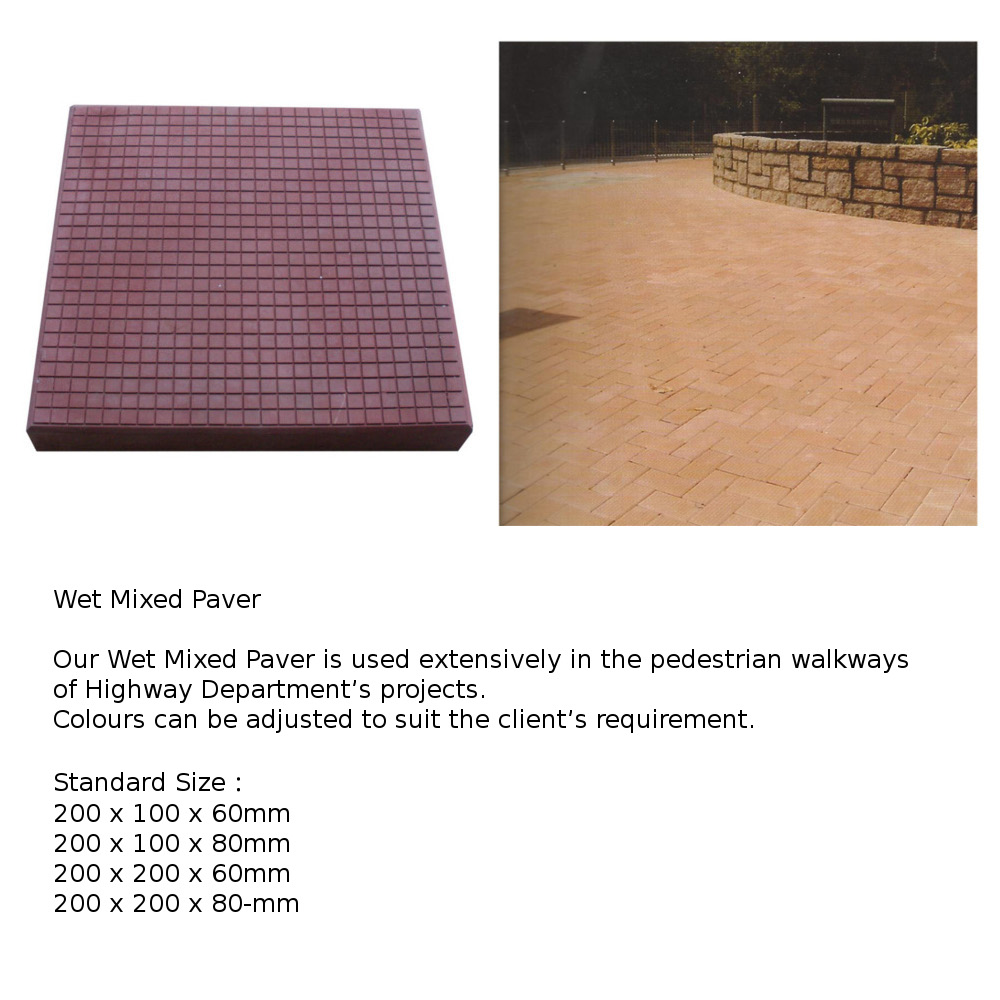 Wet Mixed Paver
Our Wet Mixed Paver is used extensively in the pedestrian walkways
of Highway Department’s projects.
Colours can be adjusted to suit the client’s requirement.
Standard Size :
200 x 100 x 60mm
200 x 100 x 80mm
200 x 200 x 60mm
200 x 200 x 80-mm